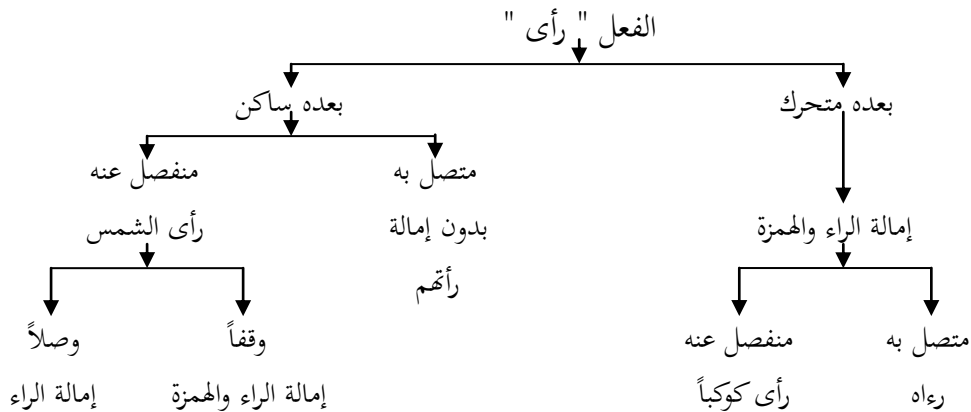 الفعل " رأى "
بعده متحرك
بعده ساكن
متصل به
منفصل عنه
إمالة الراء والهمزة
بدون إمالة
رأى الشمس
رأتهم
متصل به
منفصل عنه
وقفاً
وصلاً
رءاه
رأى كوكباً
إمالة الراء والهمزة
إمالة الراء